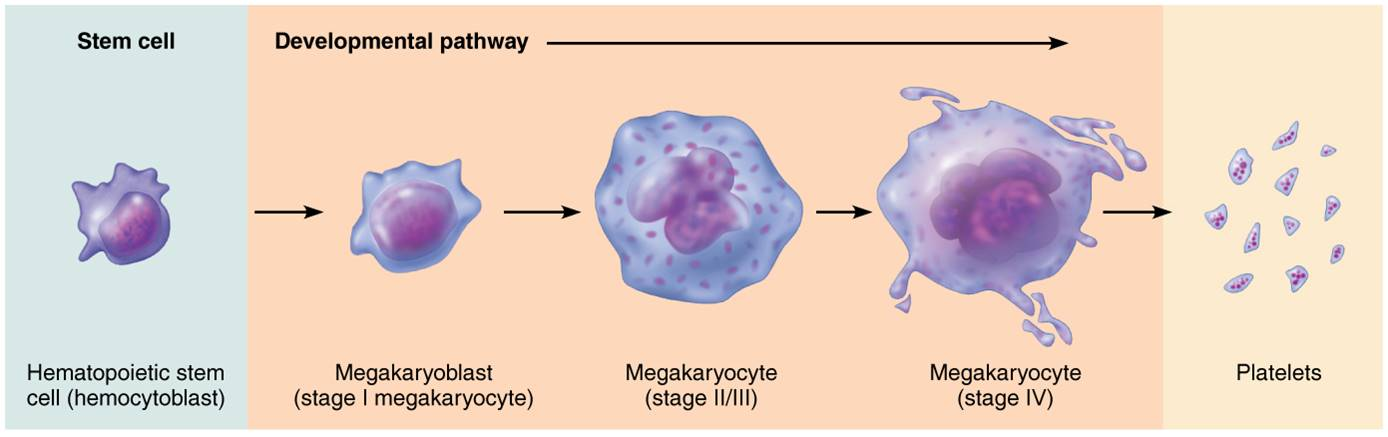 Stem cell
Developmental pathway
Hematopoietic stem
cell (hemocytoblast)
Megakaryoblast
(stage I megakaryocyte)
Megakaryocyte
(stage II/III)
Megakaryocyte
(stage IV)
Platelets